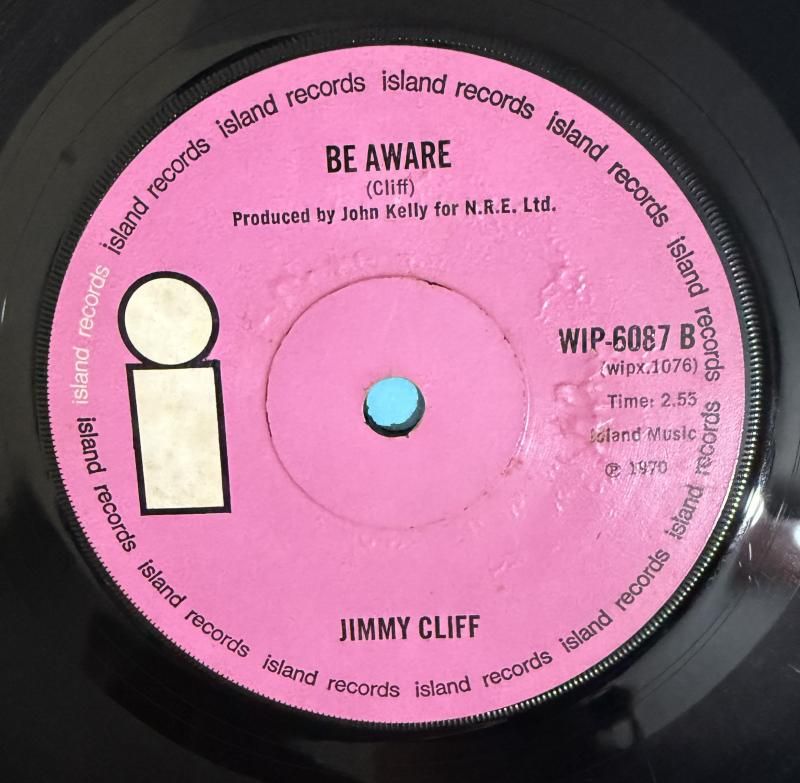 island records island records island records island records island records island records island records island records island records island records island records island records island records
BE AWARE
(Cliff)
Produced by John Kelly for N.R.E. Ltd.
WIP-6087 B
(wipx.1076)
Time: 2.55
island Music
℗ 1970
JIMMY CLIFF